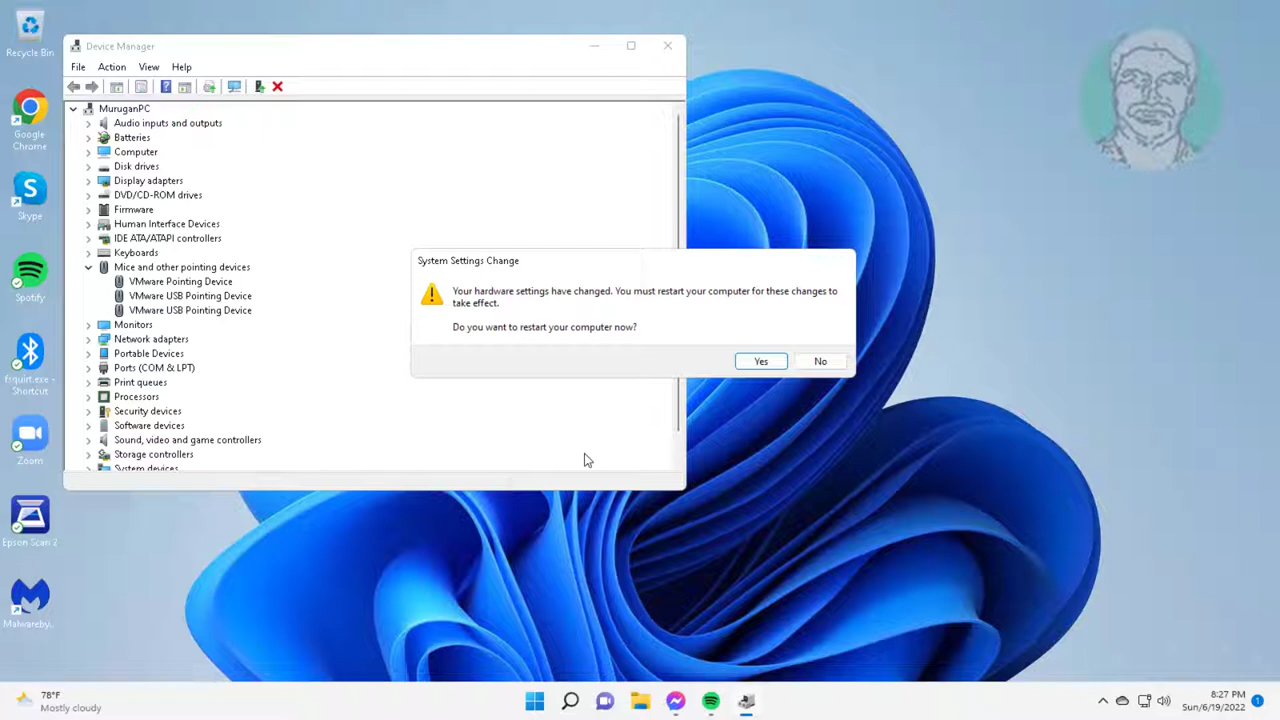 Recycle Bin
Google
Chrome
Skype
Spotify
fsquirt.exe -
Shortcut
Zoom
Epson Scan 2
Malwareby...
Device Manager
File Action View Help
MuruganPC
Audio inputs and outputs
Batteries
Computer
Disk drives
Display adapters
DVD/CD-ROM drives
Firmware
Human Interface Devices
IDE ATA/ATAPI controllers
Keyboards
Mice and other pointing devices
VMware Pointing Device
VMware USB Pointing Device
VMware USB Pointing Device
Monitors
Network adapters
Portable Devices
Ports (COM & LPT)
Print queues
Processors
Security devices
Software devices
Sound, video and game controllers
Storage controllers
System devices
System Settings Change
Your hardware settings have changed. You must restart your computer for these changes to
take effect.
Do you want to restart your computer now?
Yes No
78°F
Mostly cloudy
8:27 PM
Sun/6/19/2022
1